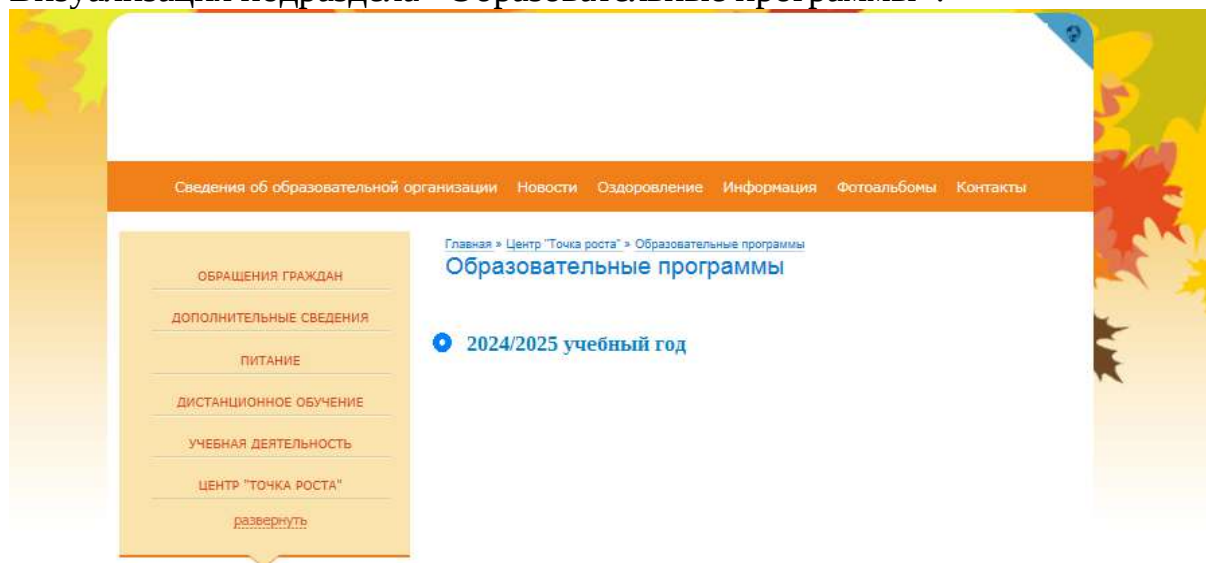 Визуализация подраздела "Образовательные программы":
Сведения об образовательной организации Новости Оздоровление Информация Фотоальбомы Контакты
ОБРАЩЕНИЯ ГРАЖДАН
ДОПОЛНИТЕЛЬНЫЕ СВЕДЕНИЯ
ПИТАНИЕ
ДИСТАНЦИОННОЕ ОБУЧЕНИЕ
УЧЕБНАЯ ДЕЯТЕЛЬНОСТЬ
ЦЕНТР "ТОЧКА РОСТА"
развернуть
Главная » Центр "Точка роста" » Образовательные программы
Образовательные программы
2024/2025 учебный год